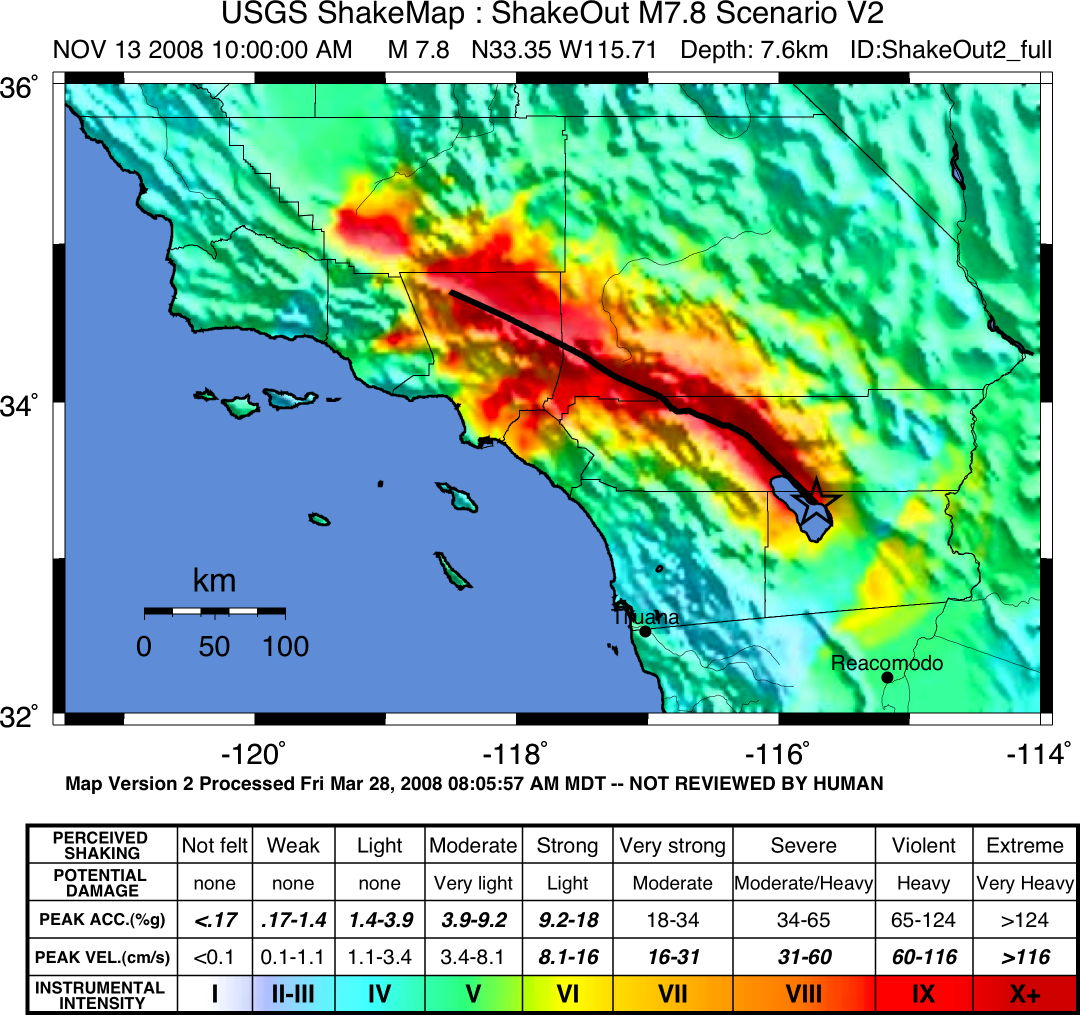 USGS ShakeMap : ShakeOut M7.8 Scenario V2
NOV 13 2008 10:00:00 AM M 7.8 N33.35 W115.71 Depth: 7.6km ID:ShakeOut2_full
36°
34°
km
0 50 100
Tijuana
Reacomodo
32°
-120° -118° -116° -114°
Map Version 2 Processed Fri Mar 28, 2008 08:05:57 AM MDT -- NOT REVIEWED BY HUMAN
PERCEIVED SHAKING Not felt Weak Light Moderate Strong Very strong Severe Violent Extreme
POTENTIAL DAMAGE none none none Very light Light Moderate Moderate/Heavy Heavy Very Heavy
PEAK ACC.(%g) <.17 .17-1.4 1.4-3.9 3.9-9.2 9.2-18 18-34 34-65 65-124 >124
PEAK VEL.(cm/s) <0.1 0.1-1.1 1.1-3.4 3.4-8.1 8.1-16 16-31 31-60 60-116 >116
INSTRUMENTAL INTENSITY I II-III IV V VI VII VIII IX X+